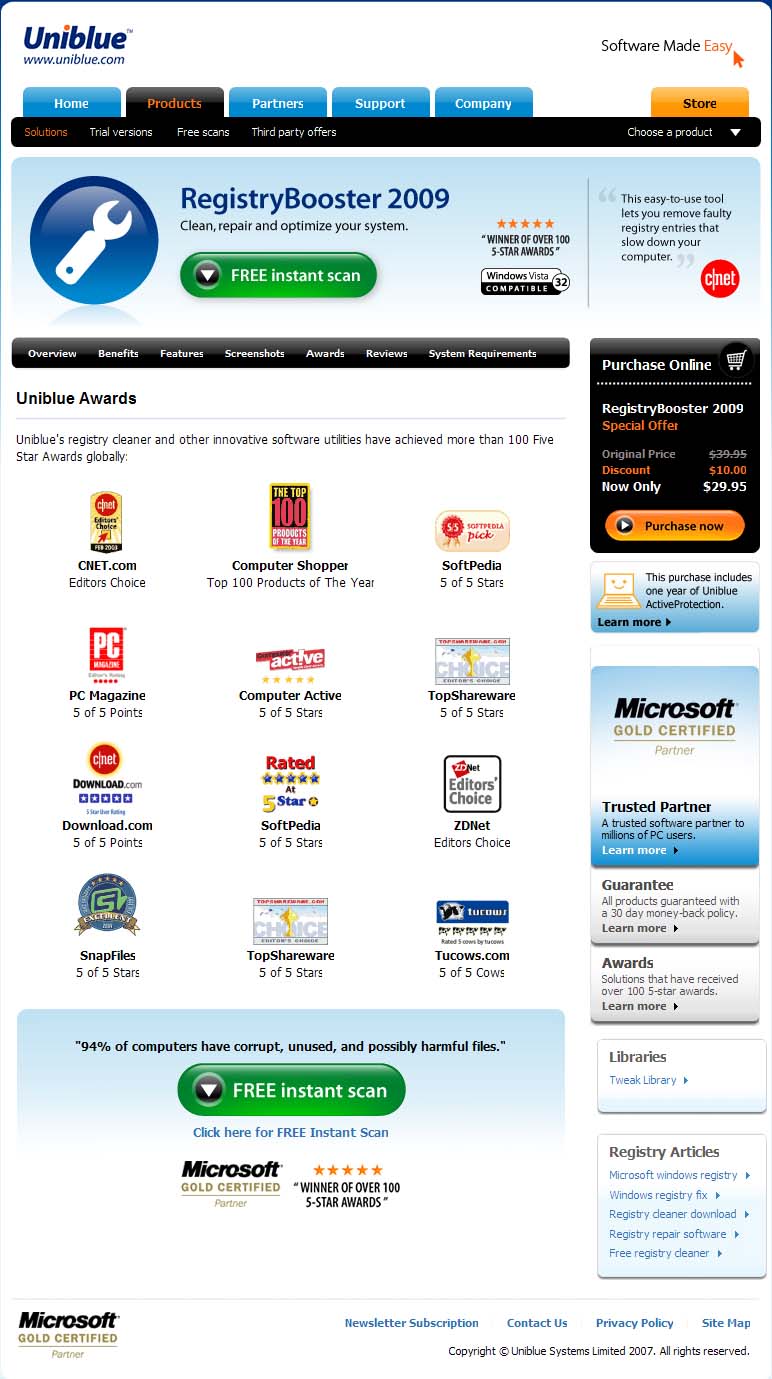 Uniblue™
www.uniblue.com
Software Made Easy
Home Products Partners Support Company Store
Solutions Trial versions Free scans Third party offers Choose a product
RegistryBooster 2009
Clean, repair and optimize your system.
FREE instant scan
"WINNER OF OVER 100
5-STAR AWARDS"
Windows Vista
COMPATIBLE 32
“ This easy-to-use tool
lets you remove faulty
registry entries that
slow down your
computer. ”
c|net
Overview Benefits Features Screenshots Awards Reviews System Requirements
Uniblue Awards
Uniblue's registry cleaner and other innovative software utilities have achieved more than 100 Five
Star Awards globally:
c|net
Editors'
Choice
FEB 2003
THE TOP
100
PRODUCTS
OF THE YEAR
5/5 SOFTPEDIA
pick
CNET.com Computer Shopper SoftPedia
Editors Choice Top 100 Products of The Year 5 of 5 Stars
PC
MAGAZINE
Editor's Rating
active
TOPSHAREWARE.COM
CHOICE
EDITOR'S CHOICE
PC Magazine Computer Active TopShareware
5 of 5 Points 5 of 5 Stars 5 of 5 Stars
c|net
DOWNLOAD.com
5 Star User Rating
Rated
At
5 Star
ZDNet
Editors'
Choice
Download.com SoftPedia ZDNet
5 of 5 Points 5 of 5 Stars Editors Choice
EXCELLENT
TOPSHAREWARE.COM
CHOICE
EDITOR'S CHOICE
tucows
Rated 5 cows by tucows
SnapFiles TopShareware Tucows.com
5 of 5 Stars 5 of 5 Stars 5 of 5 Cows
"94% of computers have corrupt, unused, and possibly harmful files."
FREE instant scan
Click here for FREE Instant Scan
Microsoft
GOLD CERTIFIED
Partner
"WINNER OF OVER 100
5-STAR AWARDS"
Purchase Online
RegistryBooster 2009
Special Offer
Original Price $39.95
Discount $10.00
Now Only $29.95
Purchase now
This purchase includes
one year of Uniblue
ActiveProtection.
Learn more
Microsoft
GOLD CERTIFIED
Partner
Trusted Partner
A trusted software partner to
millions of PC users.
Learn more
Guarantee
All products guaranteed with
a 30 day money-back policy.
Learn more
Awards
Solutions that have received
over 100 5-star awards.
Learn more
Libraries
Tweak Library
Registry Articles
Microsoft windows registry
Windows registry fix
Registry cleaner download
Registry repair software
Free registry cleaner
Microsoft
GOLD CERTIFIED
Partner
Newsletter Subscription Contact Us Privacy Policy Site Map
Copyright © Uniblue Systems Limited 2007. All rights reserved.